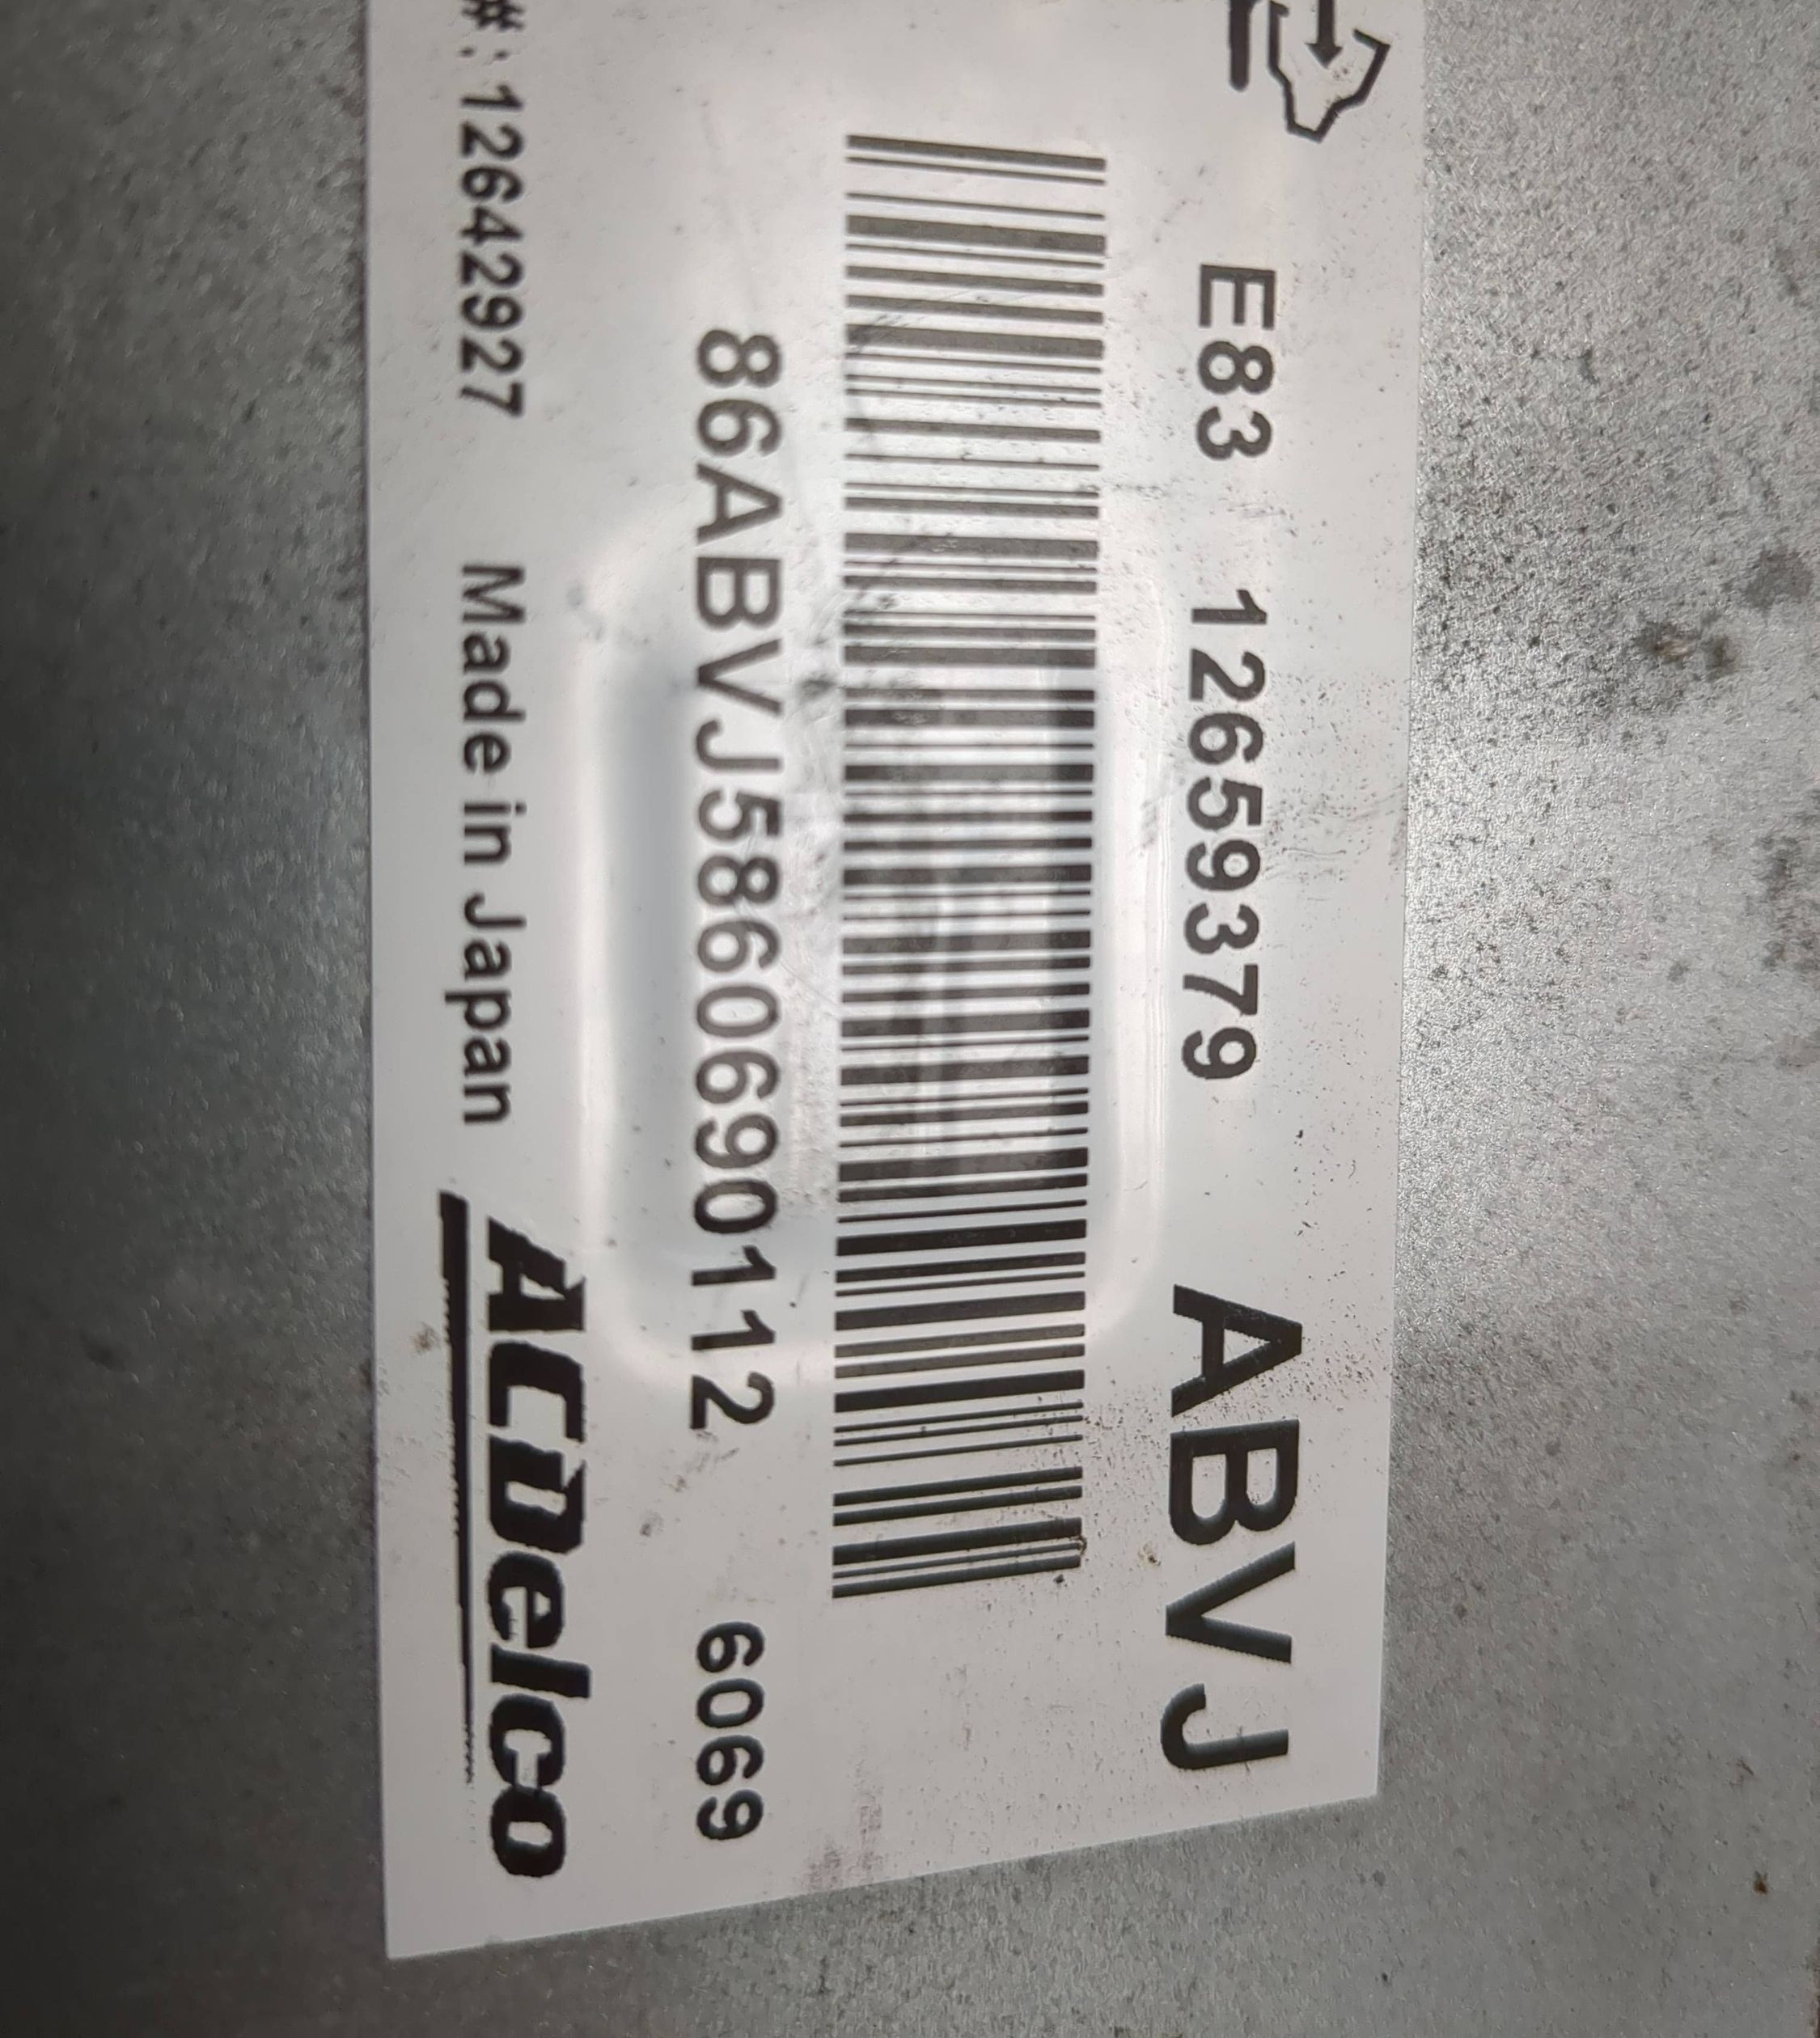 E83 12659379 ABVJ
86ABVJ5860690112 6069
#: 12642927 Made in Japan ACDelco